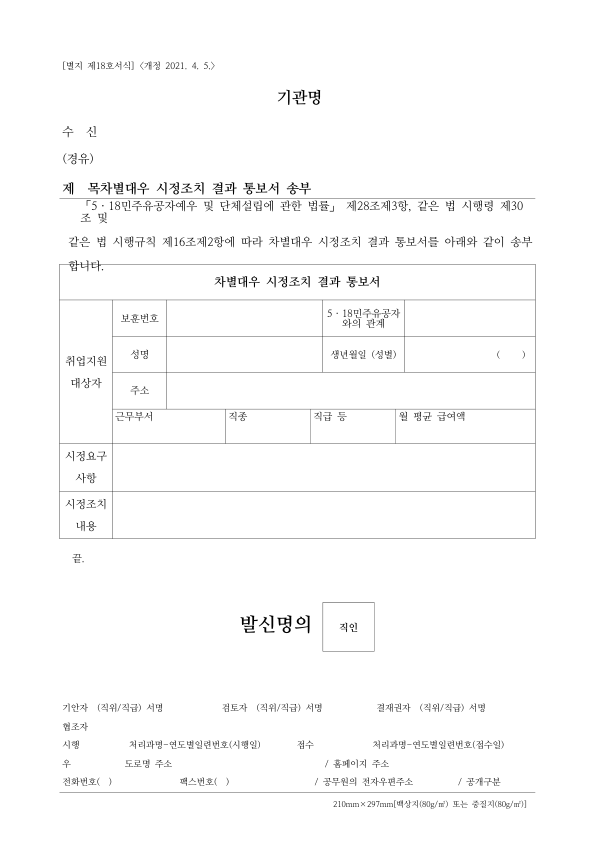 [별지 제18호서식] <개정 2021. 4. 5.>
기관명
수 신
(경유)
제 목차별대우 시정조치 결과 통보서 송부
「5ㆍ18민주유공자예우 및 단체설립에 관한 법률」 제28조제3항, 같은 법 시행령 제30
조 및
같은 법 시행규칙 제16조제2항에 따라 차별대우 시정조치 결과 통보서를 아래와 같이 송부
합니다.
차별대우 시정조치 결과 통보서
취업지원
대상자
보훈번호
5ㆍ18민주유공자
와의 관계
성명
생년월일 (성별)
( )
주소
근무부서 직종 직급 등 월 평균 급여액
시정요구
사항
시정조치
내용
끝.
발신명의 직인
기안자 (직위/직급) 서명 검토자 (직위/직급) 서명 결재권자 (직위/직급) 서명
협조자
시행 처리과명-연도별일련번호(시행일) 접수 처리과명-연도별일련번호(접수일)
우 도로명 주소 / 홈페이지 주소
전화번호( ) 팩스번호( ) / 공무원의 전자우편주소 / 공개구분
210mm×297mm[백상지(80g/㎡) 또는 중질지(80g/㎡)]